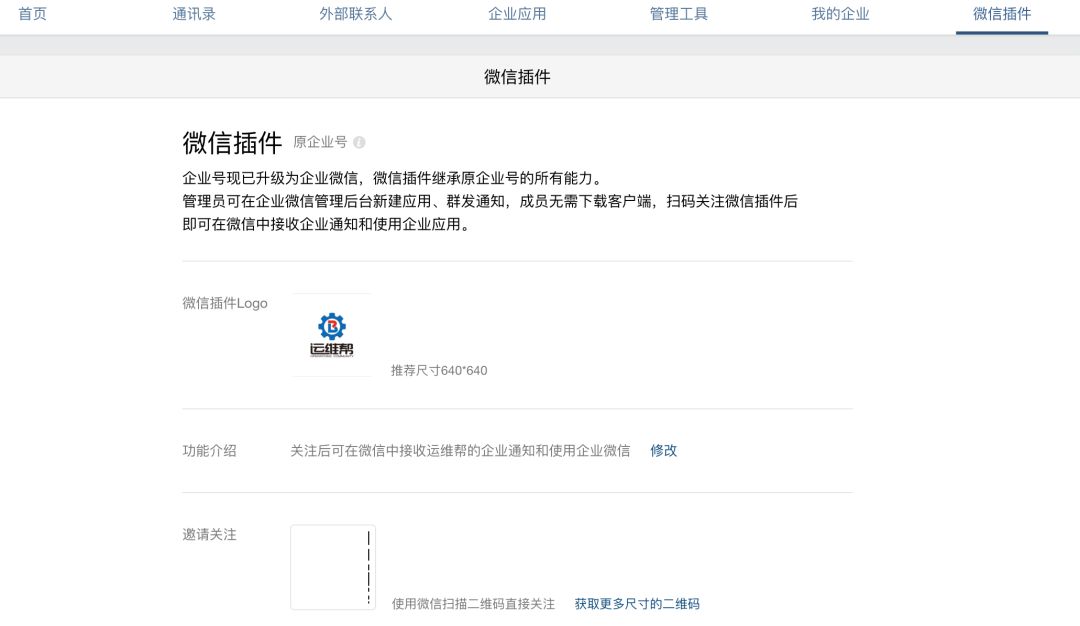 首页 通讯录 外部联系人 企业应用 管理工具 我的企业 微信插件
微信插件
微信插件 原企业号
企业号现已升级为企业微信，微信插件继承原企业号的所有能力。
管理员可在企业微信管理后台新建应用、群发通知，成员无需下载客户端，扫码关注微信插件后
即可在微信中接收企业通知和使用企业应用。
微信插件Logo
运维帮
推荐尺寸640*640
功能介绍 关注后可在微信中接收运维帮的企业通知和使用企业微信 修改
邀请关注
使用微信扫描二维码直接关注 获取更多尺寸的二维码